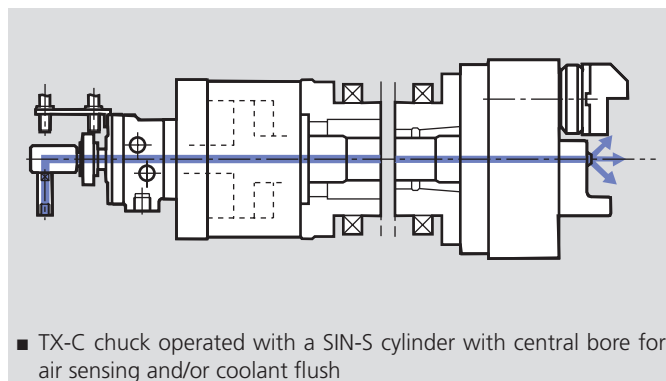 ■ TX-C chuck operated with a SIN-S cylinder with central bore for
air sensing and/or coolant flush